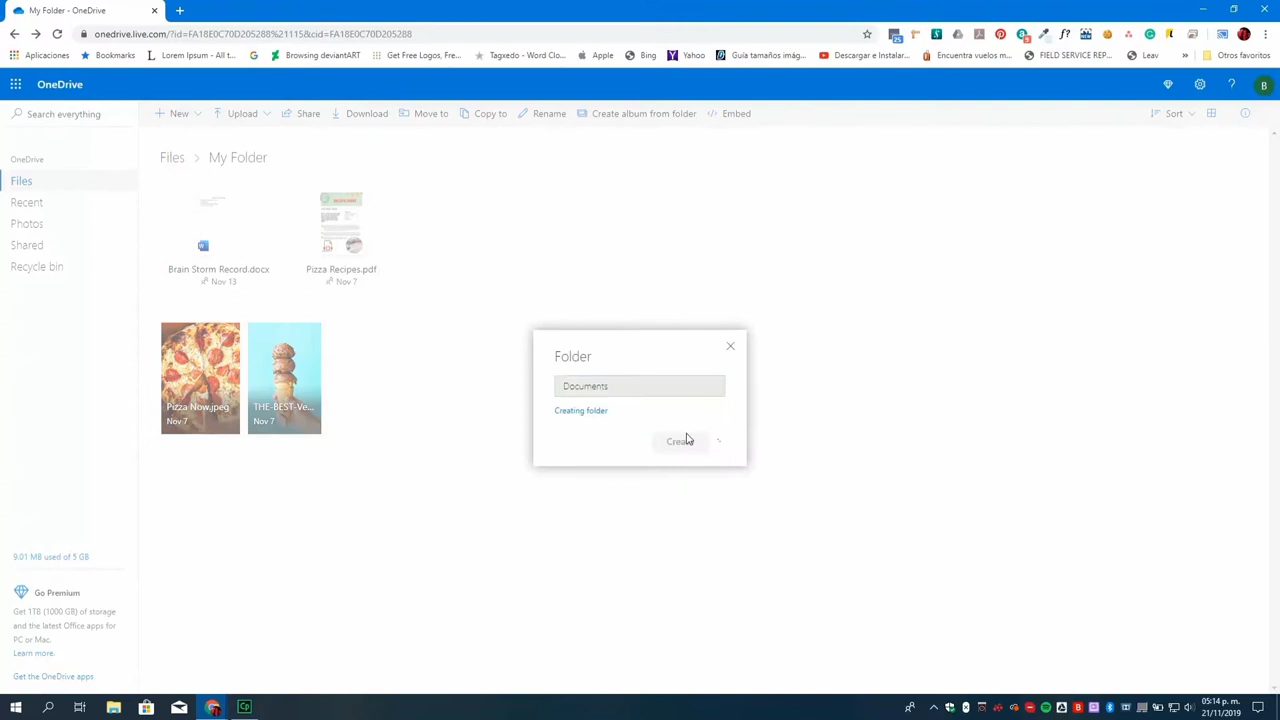 My Folder - OneDrive
onedrive.live.com/?id=FA18E0C70D205288%21115&cid=FA18E0C70D205288
Aplicaciones Bookmarks Lorem Ipsum - All t... Browsing deviantART Get Free Logos, Fre... Tagxedo - Word Clo... Apple Bing Yahoo Guía tamaños imág... Descargar e Instalar... Encuentra vuelos m... FIELD SERVICE REP... Leav » Otros favoritos
OneDrive ? B
Search everything New Upload Share Download Move to Copy to Rename Create album from folder Embed Sort
OneDrive
Files
Recent
Photos
Shared
Recycle bin
Files > My Folder
Brain Storm Record.docx
Nov 13
Pizza Recipes.pdf
Nov 7
Pizza Now.jpeg
Nov 7
THE-BEST-Ve...
Nov 7
Folder
Documents
Creating folder
Create
9.01 MB used of 5 GB
Go Premium
Get 1TB (1000 GB) of storage
and the latest Office apps for
PC or Mac.
Learn more.
Get the OneDrive apps
Cp
05:14 p. m.
21/11/2019